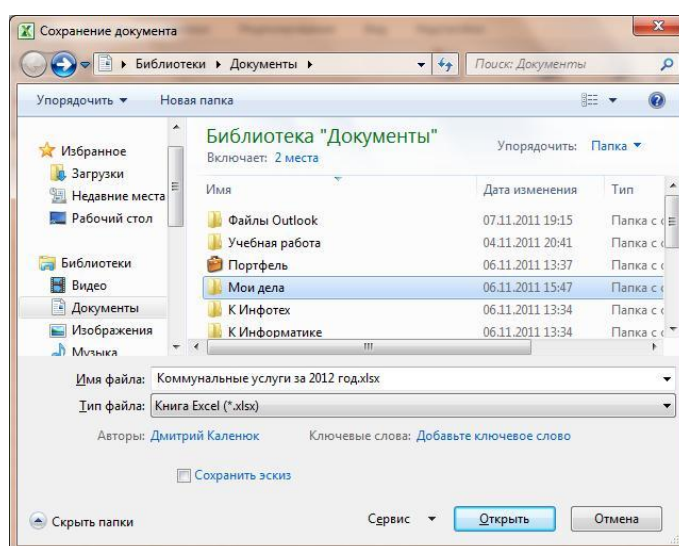 Сохранение документа
Библиотеки Документы
Поиск: Документы
Упорядочить Новая папка
Избранное
Загрузки
Недавние места
Рабочий стол
Библиотеки
Видео
Документы
Изображения
Музыка
Библиотека "Документы"
Включает: 2 места
Упорядочить: Папка
Имя Дата изменения Тип
Файлы Outlook 07.11.2011 19:15 Папка с
Учебная работа 04.11.2011 20:41 Папка с
Портфель 06.11.2011 13:37 Папка с
Мои дела 06.11.2011 15:47 Папка с
К Инфотех 06.11.2011 13:34 Папка с
К Информатике 06.11.2011 13:34 Папка с
Имя файла: Коммунальные услуги за 2012 год.xlsx
Тип файла: Книга Excel (*.xlsx)
Авторы: Дмитрий Каленюк Ключевые слова: Добавьте ключевое слово
Сохранить эскиз
Скрыть папки Сервис Открыть Отмена